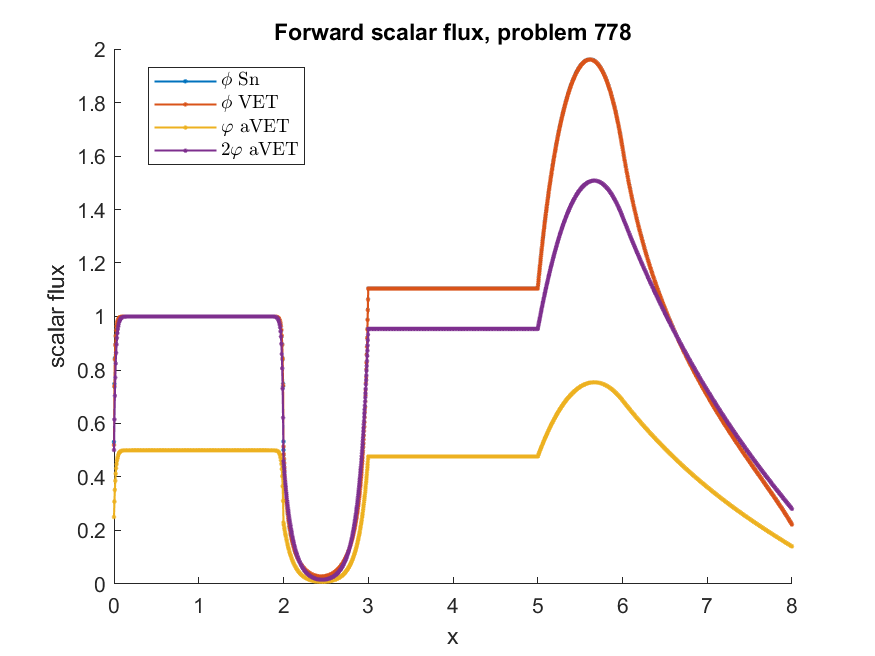 Forward scalar flux, problem 778
ϕ Sn
ϕ VET
φ aVET
2φ aVET
scalar flux
2
1.8
1.6
1.4
1.2
1
0.8
0.6
0.4
0.2
0
0 1 2 3 4 5 6 7 8
x